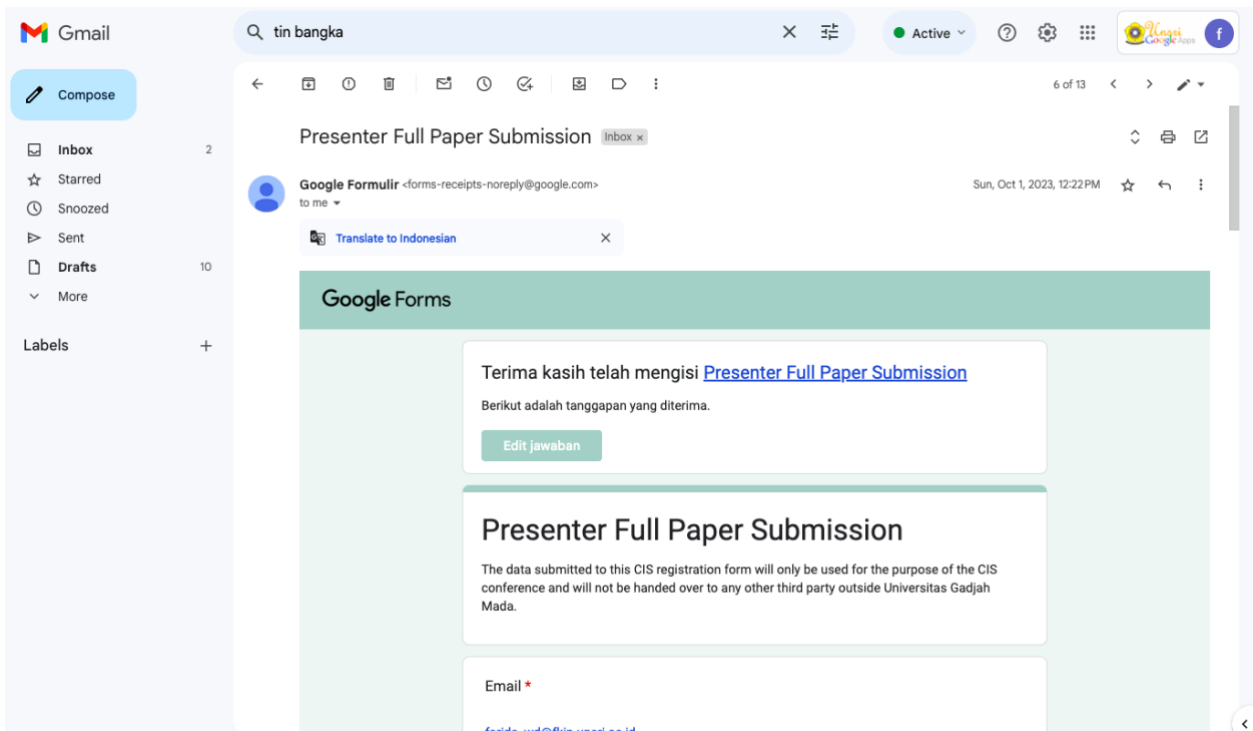 Gmail
tin bangka
Active
Google Apps
f
Compose
6 of 13
Inbox 2
Starred
Snoozed
Sent
Drafts 10
More
Labels
Presenter Full Paper Submission Inbox x
Google Formulir <forms-receipts-noreply@google.com>
Sun, Oct 1, 2023, 12:22 PM
to me
Translate to Indonesian
Google Forms
Terima kasih telah mengisi Presenter Full Paper Submission
Berikut adalah tanggapan yang diterima.
Edit jawaban
Presenter Full Paper Submission
The data submitted to this CIS registration form will only be used for the purpose of the CIS
conference and will not be handed over to any other third party outside Universitas Gadjah
Mada.
Email *